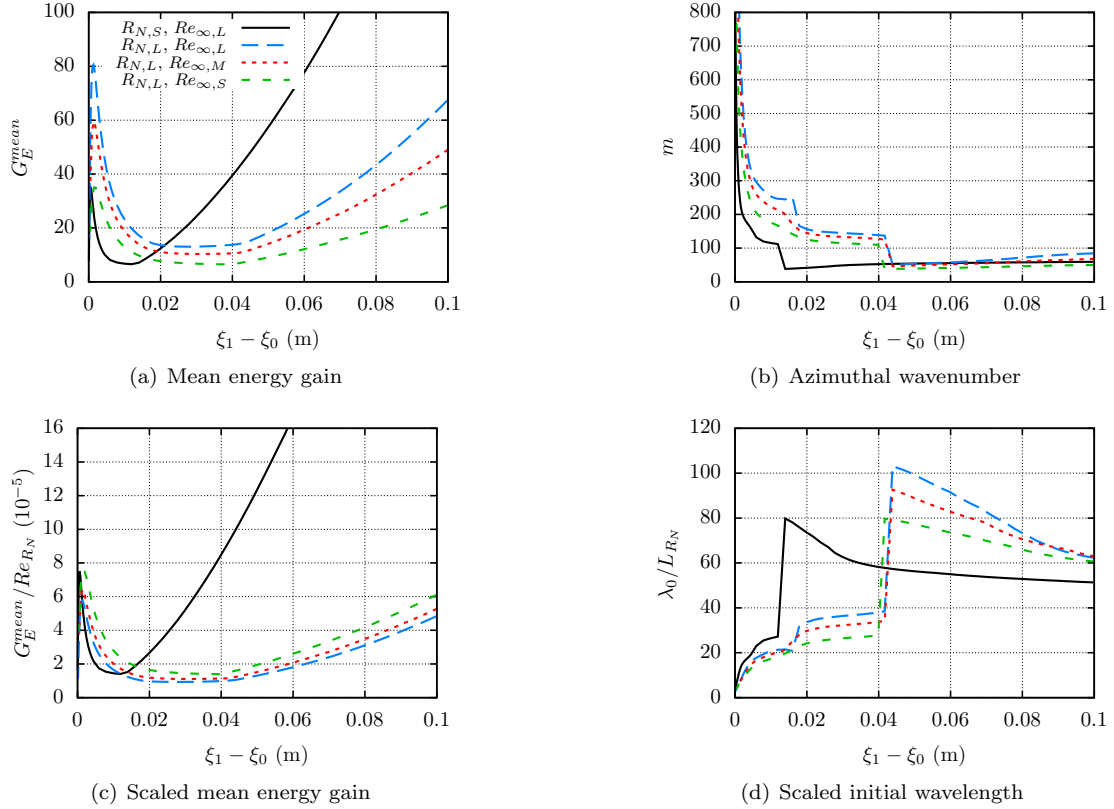 100
80
60
40
20
0
G_E^{mean}
R_{N,S}, Re_{∞,L}
R_{N,L}, Re_{∞,L}
R_{N,L}, Re_{∞,M}
R_{N,L}, Re_{∞,S}
0 0.02 0.04 0.06 0.08 0.1
ξ_1 − ξ_0 (m)
(a) Mean energy gain
800
700
600
500
400
300
200
100
0
m
0 0.02 0.04 0.06 0.08 0.1
ξ_1 − ξ_0 (m)
(b) Azimuthal wavenumber
16
14
12
10
8
6
4
2
0
G_E^{mean}/Re_{R_N} (10^{−5})
0 0.02 0.04 0.06 0.08 0.1
ξ_1 − ξ_0 (m)
(c) Scaled mean energy gain
120
100
80
60
40
20
0
λ_0/L_{R_N}
0 0.02 0.04 0.06 0.08 0.1
ξ_1 − ξ_0 (m)
(d) Scaled initial wavelength